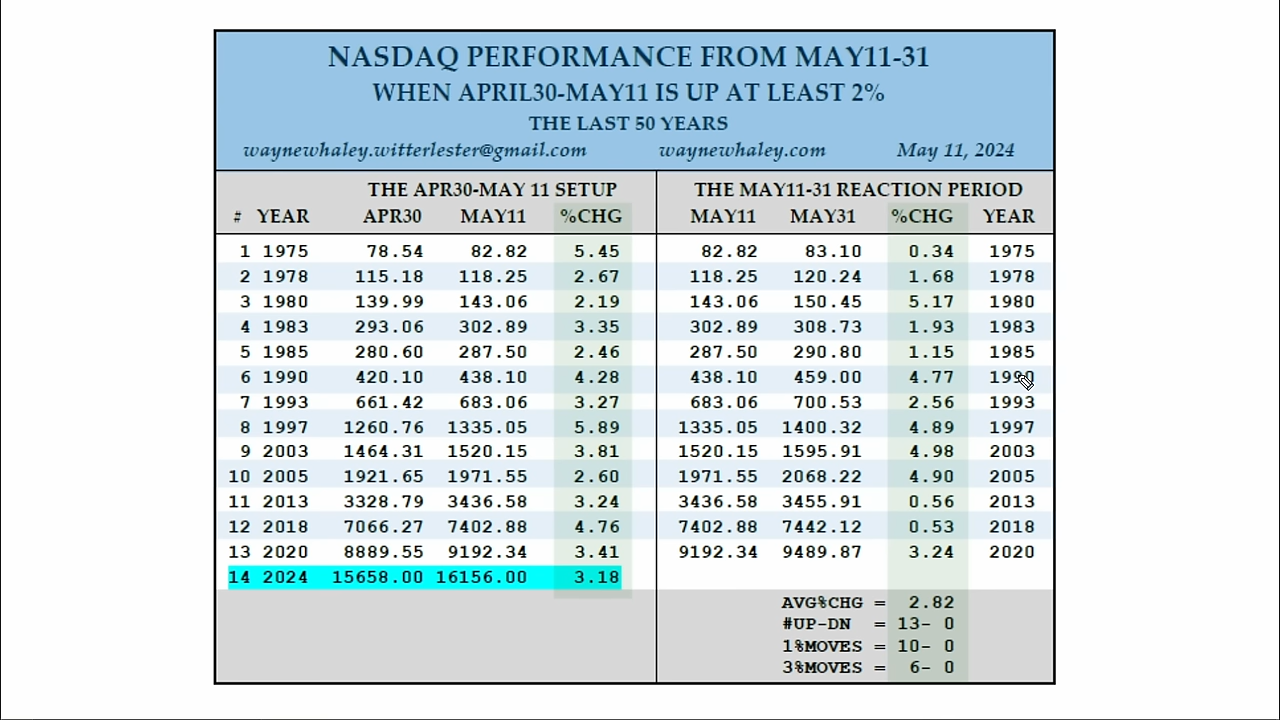 NASDAQ PERFORMANCE FROM MAY11-31
WHEN APRIL30-MAY11 IS UP AT LEAST 2%
THE LAST 50 YEARS
waynewhaley.witterlester@gmail.com waynewhaley.com May 11, 2024
THE APR30-MAY 11 SETUP THE MAY11-31 REACTION PERIOD
# YEAR APR30 MAY11 %CHG MAY11 MAY31 %CHG YEAR
1 1975 78.54 82.82 5.45 82.82 83.10 0.34 1975
2 1978 115.18 118.25 2.67 118.25 120.24 1.68 1978
3 1980 139.99 143.06 2.19 143.06 150.45 5.17 1980
4 1983 293.06 302.89 3.35 302.89 308.73 1.93 1983
5 1985 280.60 287.50 2.46 287.50 290.80 1.15 1985
6 1990 420.10 438.10 4.28 438.10 459.00 4.77 1990
7 1993 661.42 683.06 3.27 683.06 700.53 2.56 1993
8 1997 1260.76 1335.05 5.89 1335.05 1400.32 4.89 1997
9 2003 1464.31 1520.15 3.81 1520.15 1595.91 4.98 2003
10 2005 1921.65 1971.55 2.60 1971.55 2068.22 4.90 2005
11 2013 3328.79 3436.58 3.24 3436.58 3455.91 0.56 2013
12 2018 7066.27 7402.88 4.76 7402.88 7442.12 0.53 2018
13 2020 8889.55 9192.34 3.41 9192.34 9489.87 3.24 2020
14 2024 15658.00 16156.00 3.18
AVG%CHG = 2.82
#UP-DN = 13- 0
1%MOVES = 10- 0
3%MOVES = 6- 0